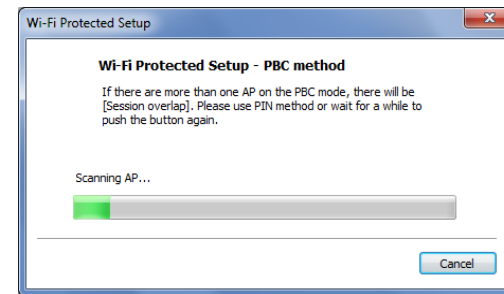 Wi-Fi Protected Setup
Wi-Fi Protected Setup - PBC method
If there are more than one AP on the PBC mode, there will be
[Session overlap]. Please use PIN method or wait for a while to
push the button again.
Scanning AP...
Cancel